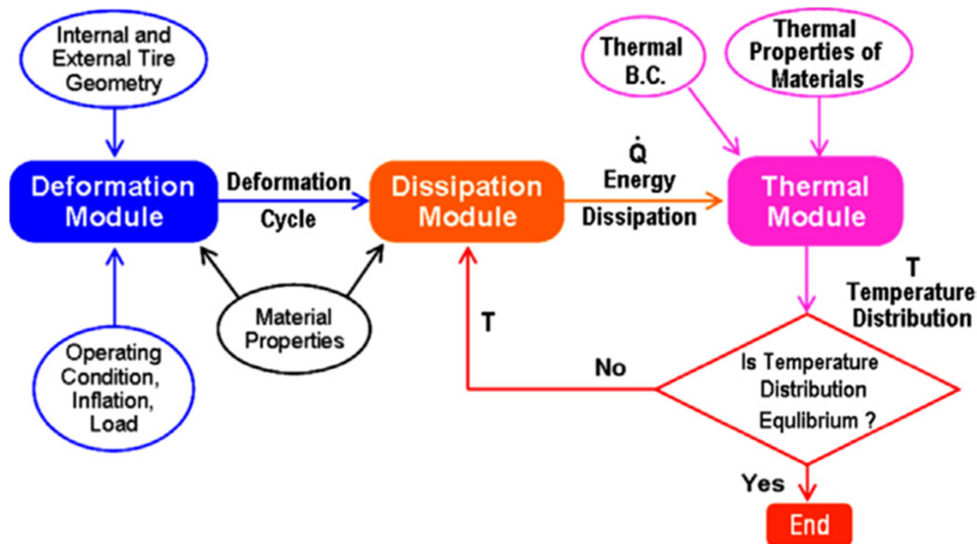 Internal and
External Tire
Geometry
Thermal
B.C.
Thermal
Properties of
Materials
Deformation
Module
Deformation
Cycle
Dissipation
Module
Q̇
Energy
Dissipation
Thermal
Module
Operating
Condition,
Inflation,
Load
Material
Properties
T
T
Temperature
Distribution
No
Is Temperature
Distribution
Equlibrium ?
Yes
End